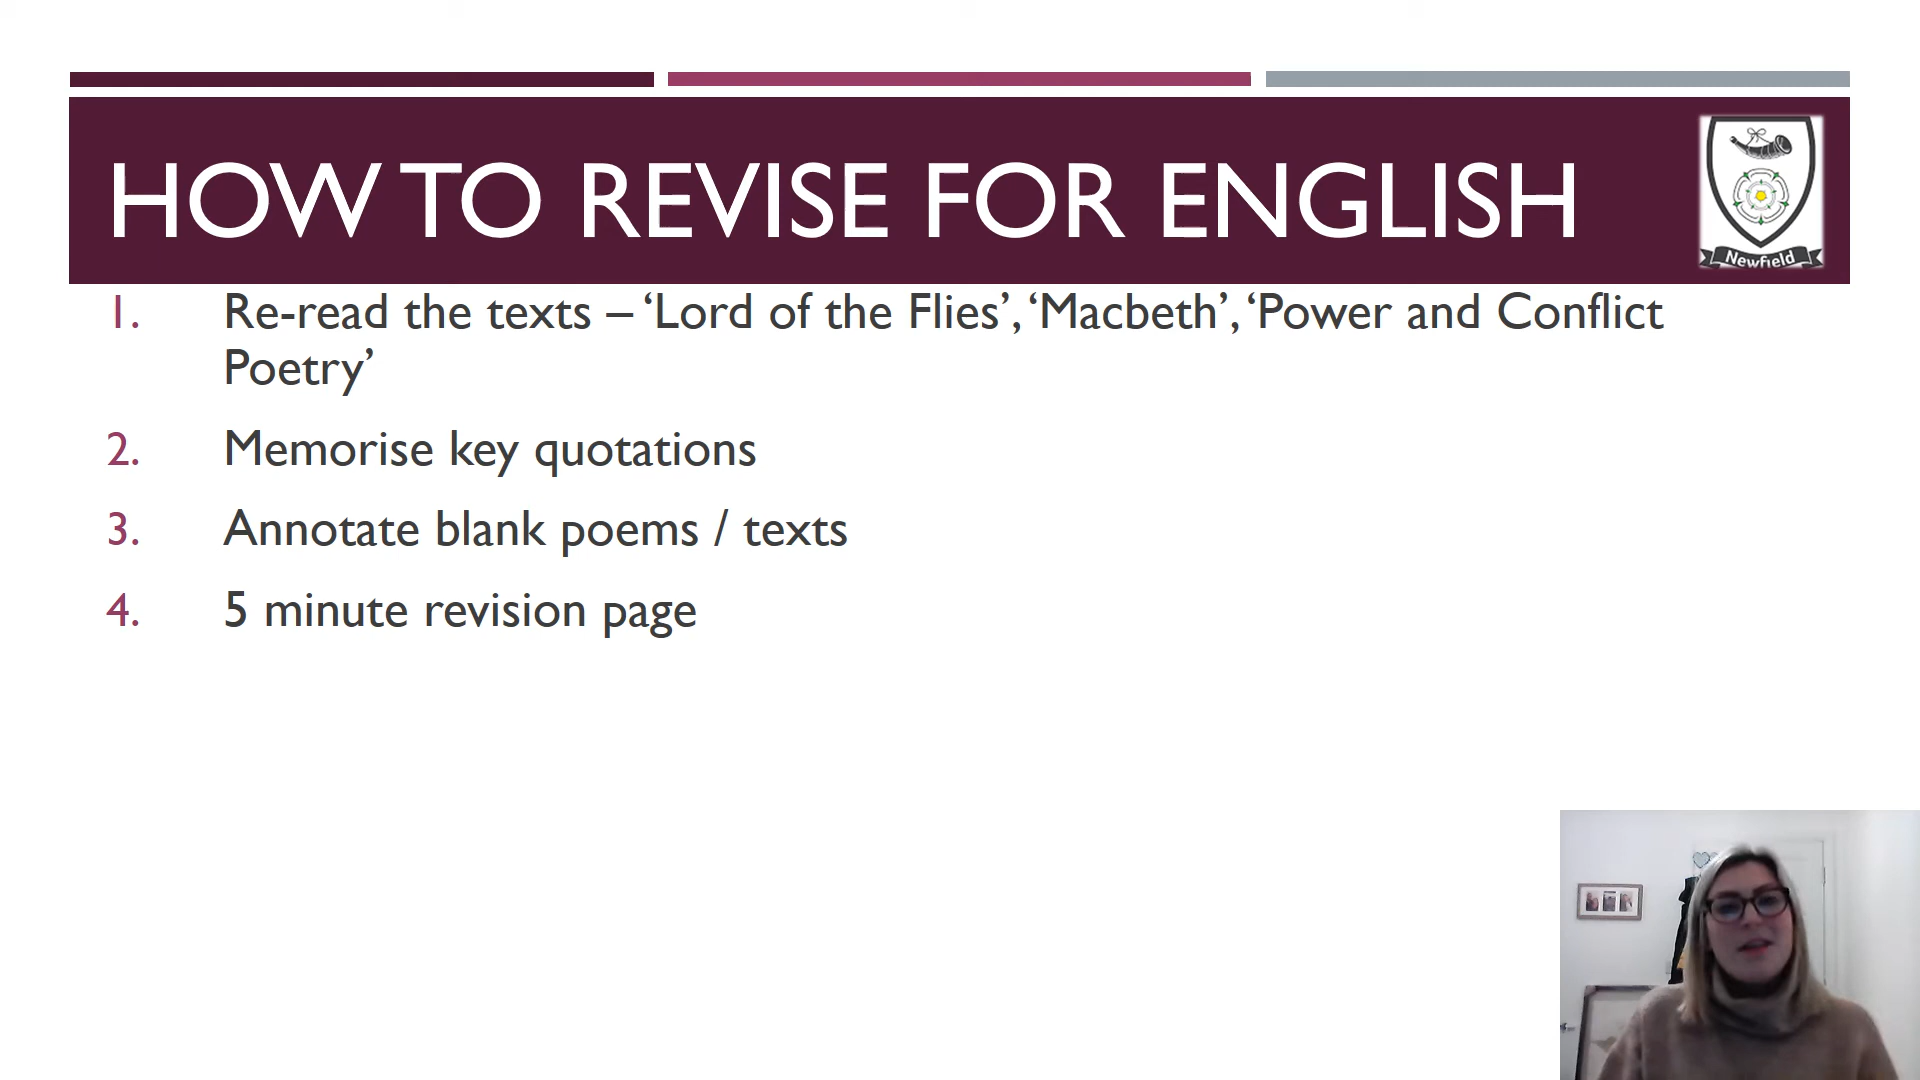 HOW TO REVISE FOR ENGLISH
Newfield
1. Re-read the texts – ‘Lord of the Flies’, ‘Macbeth’, ‘Power and Conflict
Poetry’
2. Memorise key quotations
3. Annotate blank poems / texts
4. 5 minute revision page